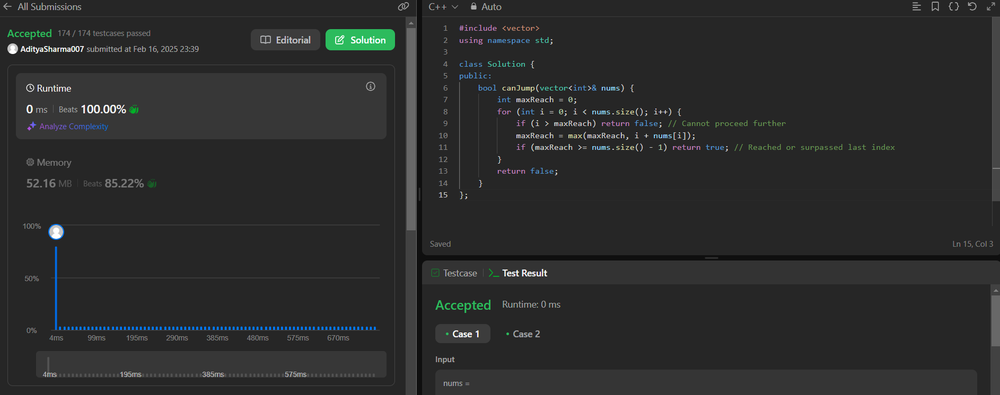 All Submissions
Accepted 174 / 174 testcases passed
AdityaSharma007 submitted at Feb 16, 2025 23:39
Editorial
Solution
Runtime
0 ms | Beats 100.00%
Analyze Complexity
Memory
52.16 MB | Beats 85.22%
100%
50%
0%
4ms 99ms 195ms 290ms 385ms 480ms 575ms 670ms
4ms 195ms 385ms 575ms
C++ Auto
1 #include <vector>
2 using namespace std;
3
4 class Solution {
5 public:
6     bool canJump(vector<int>& nums) {
7         int maxReach = 0;
8         for (int i = 0; i < nums.size(); i++) {
9             if (i > maxReach) return false; // Cannot proceed further
10             maxReach = max(maxReach, i + nums[i]);
11             if (maxReach >= nums.size() - 1) return true; // Reached or surpassed last index
12         }
13         return false;
14     }
15 };
Saved
Ln 15, Col 3
Testcase | Test Result
Accepted Runtime: 0 ms
• Case 1 • Case 2
Input
nums =